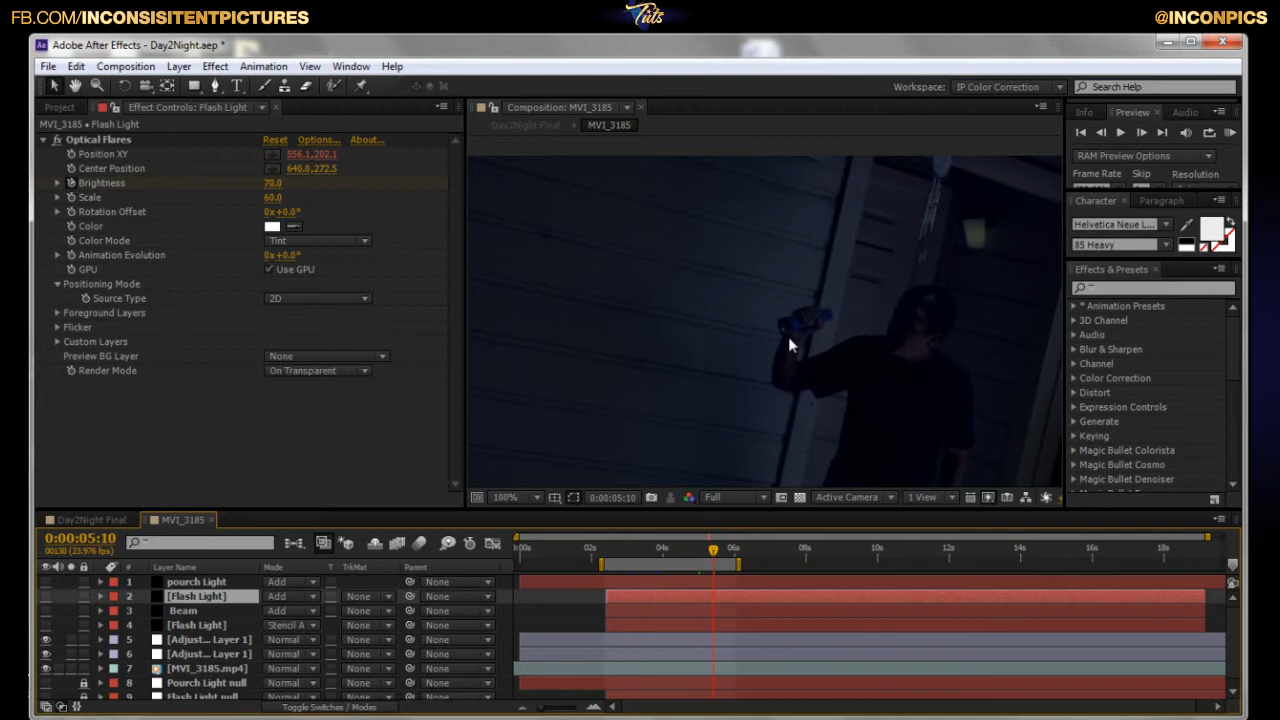 FB.COM/INCONSISITENTPICTURES
Tuts
@INCONPICS
Adobe After Effects - Day2Night.aep *
File Edit Composition Layer Effect Animation View Window Help
Workspace: IP Color Correction
Search Help
Project Effect Controls: Flash Light
MVI_3185 • Flash Light
Optical Flares Reset Options... About...
Position XY 556.1,202.1
Center Position 640.0,272.5
Brightness 70.0
Scale 60.0
Rotation Offset 0x+0.0°
Color
Color Mode Tint
Animation Evolution 0x+0.0°
GPU Use GPU
Positioning Mode
Source Type 2D
Foreground Layers
Flicker
Custom Layers
Preview BG Layer None
Render Mode On Transparent
Composition: MVI_3185
Day2Night Final MVI_3185
100% 0:00:05:10 Full Active Camera 1 View
Info Preview Audio
RAM Preview Options
Frame Rate Skip Resolution
Character Paragraph
Helvetica Neue L...
85 Heavy
Effects & Presets
* Animation Presets
3D Channel
Audio
Blur & Sharpen
Channel
Color Correction
Distort
Expression Controls
Generate
Keying
Magic Bullet Colorista
Magic Bullet Cosmo
Magic Bullet Denoiser
Day2Night Final MVI_3185
0:00:05:10
00130 (23.976 fps)
:00s 02s 04s 06s 08s 10s 12s 14s 16s 18s
# Layer Name Mode T TrkMat Parent
1 pourch Light Add None
2 [Flash Light] Add None None
3 Beam Add None None
4 [Flash Light] Stencil A None None
5 [Adjust... Layer 1] Normal None None
6 [Adjust... Layer 1] Normal None None
7 [MVI_3185.mp4] Normal None None
8 Pourch Light null Normal None None
9 Flash Light null Normal None None
Toggle Switches / Modes